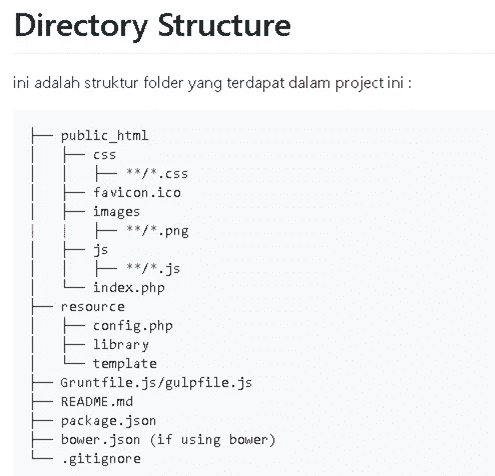 Directory Structure
ini adalah struktur folder yang terdapat dalam project ini :
├── public_html
│   ├── css
│   │   ├── **/*.css
│   ├── favicon.ico
│   ├── images
│   │   ├── **/*.png
│   ├── js
│   │   ├── **/*.js
│   └── index.php
├── resource
│   ├── config.php
│   ├── library
│   └── template
├── Gruntfile.js/gulpfile.js
├── README.md
├── package.json
├── bower.json (if using bower)
└── .gitignore